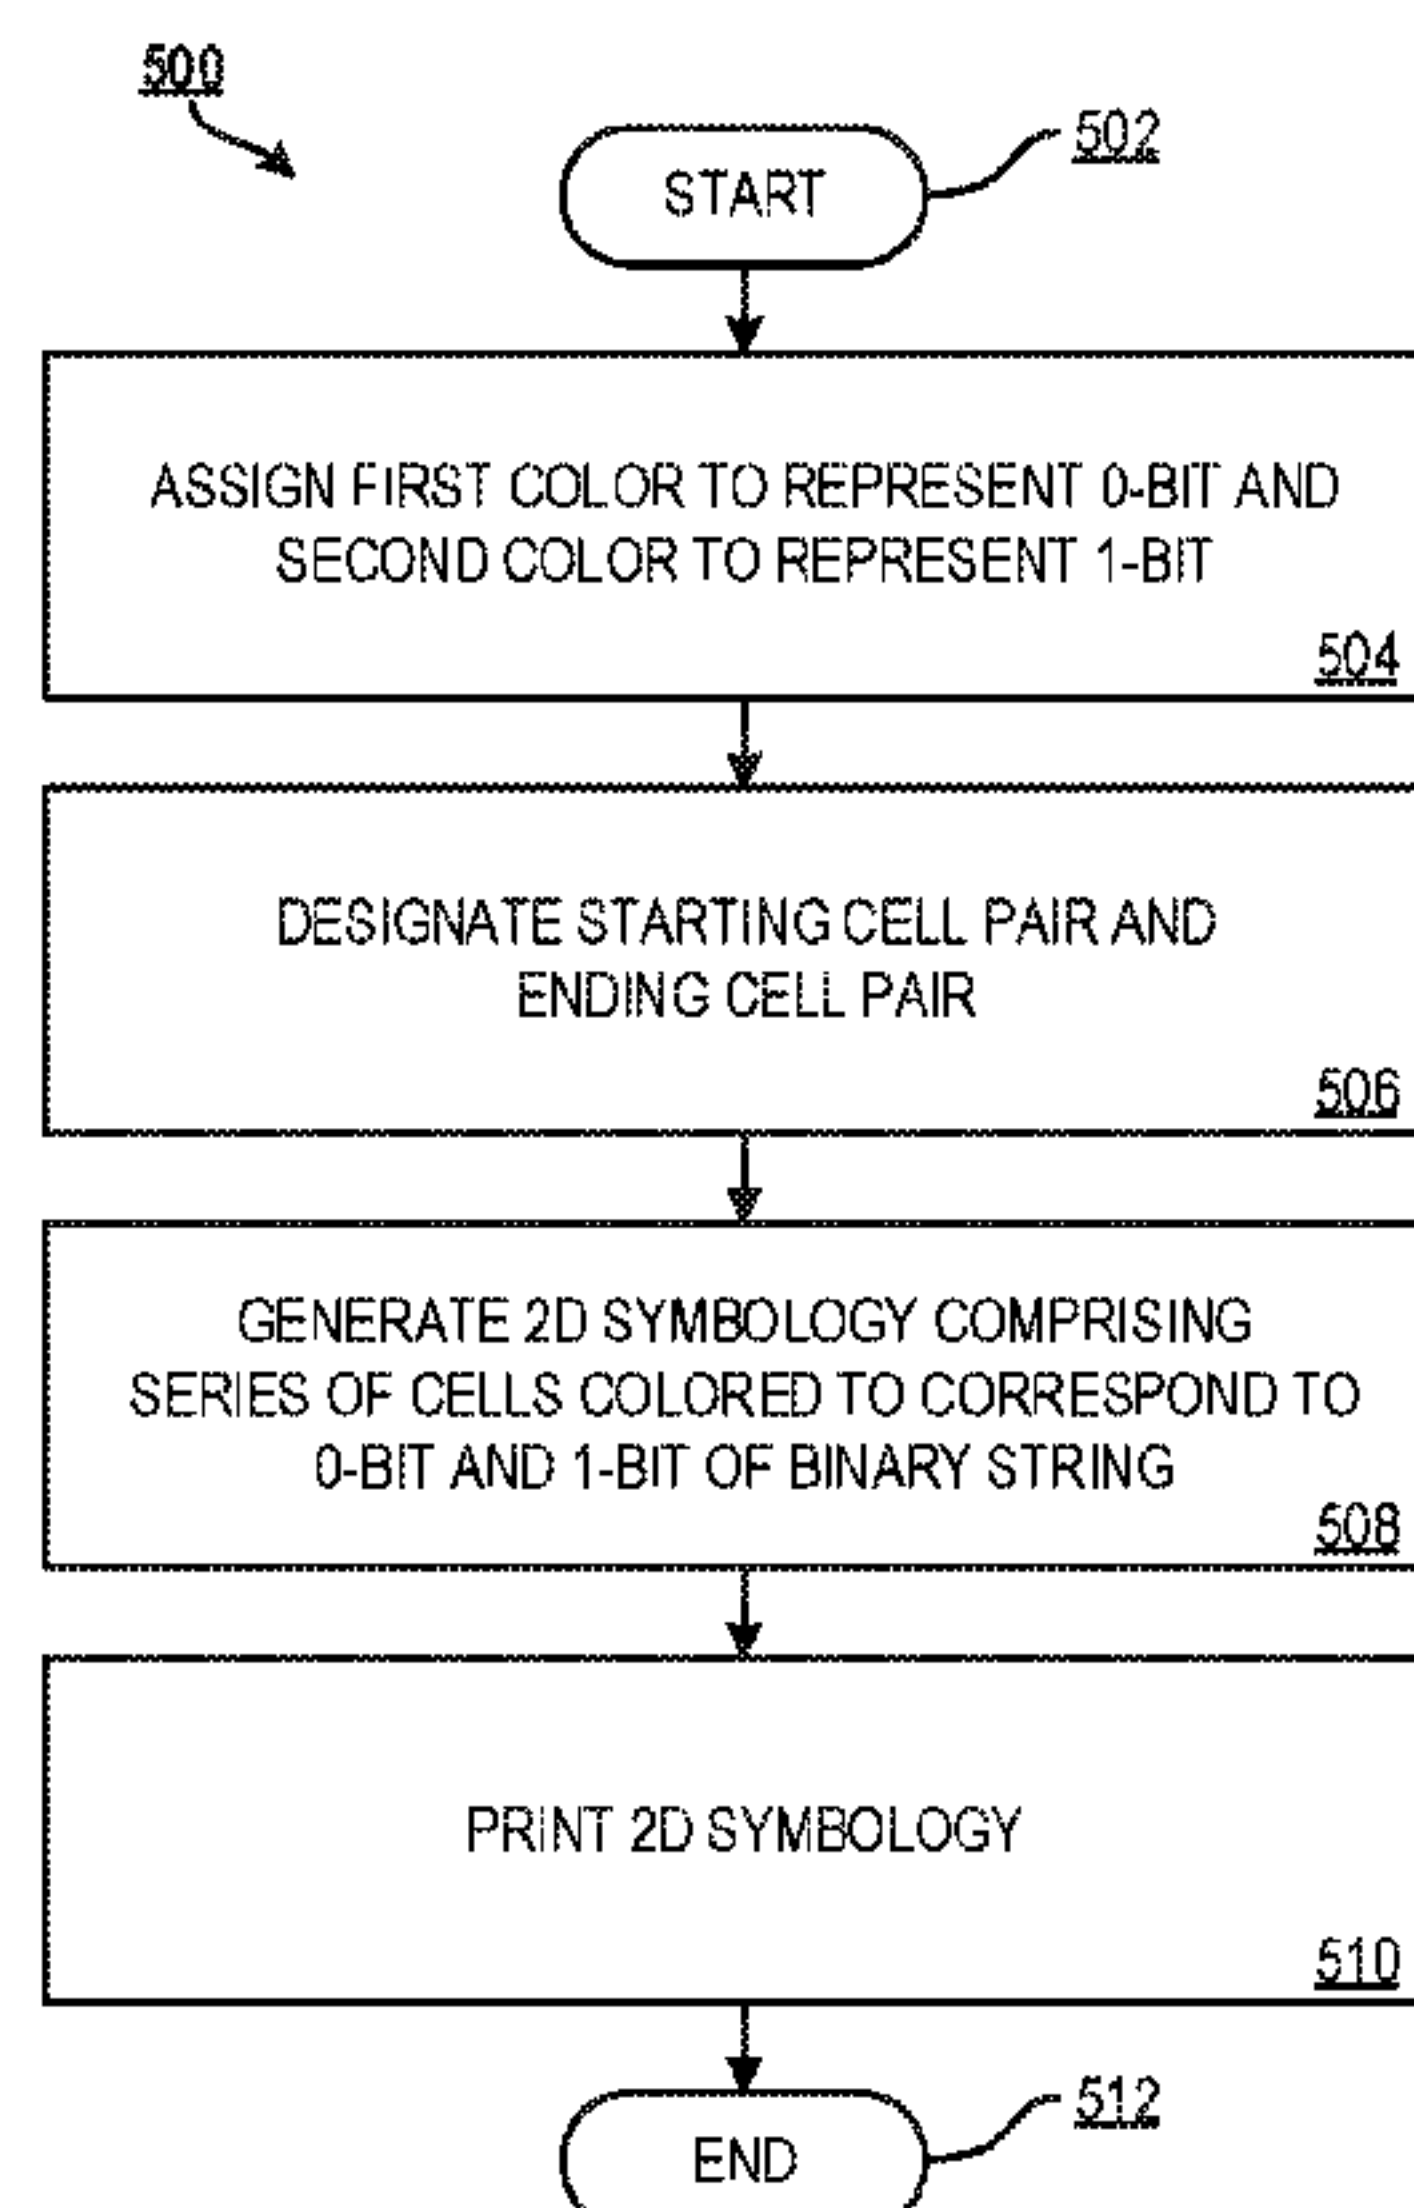 500
502
START
ASSIGN FIRST COLOR TO REPRESENT 0-BIT AND
SECOND COLOR TO REPRESENT 1-BIT
504
DESIGNATE STARTING CELL PAIR AND
ENDING CELL PAIR
506
GENERATE 2D SYMBOLOGY COMPRISING
SERIES OF CELLS COLORED TO CORRESPOND TO
0-BIT AND 1-BIT OF BINARY STRING
508
PRINT 2D SYMBOLOGY
510
512
END